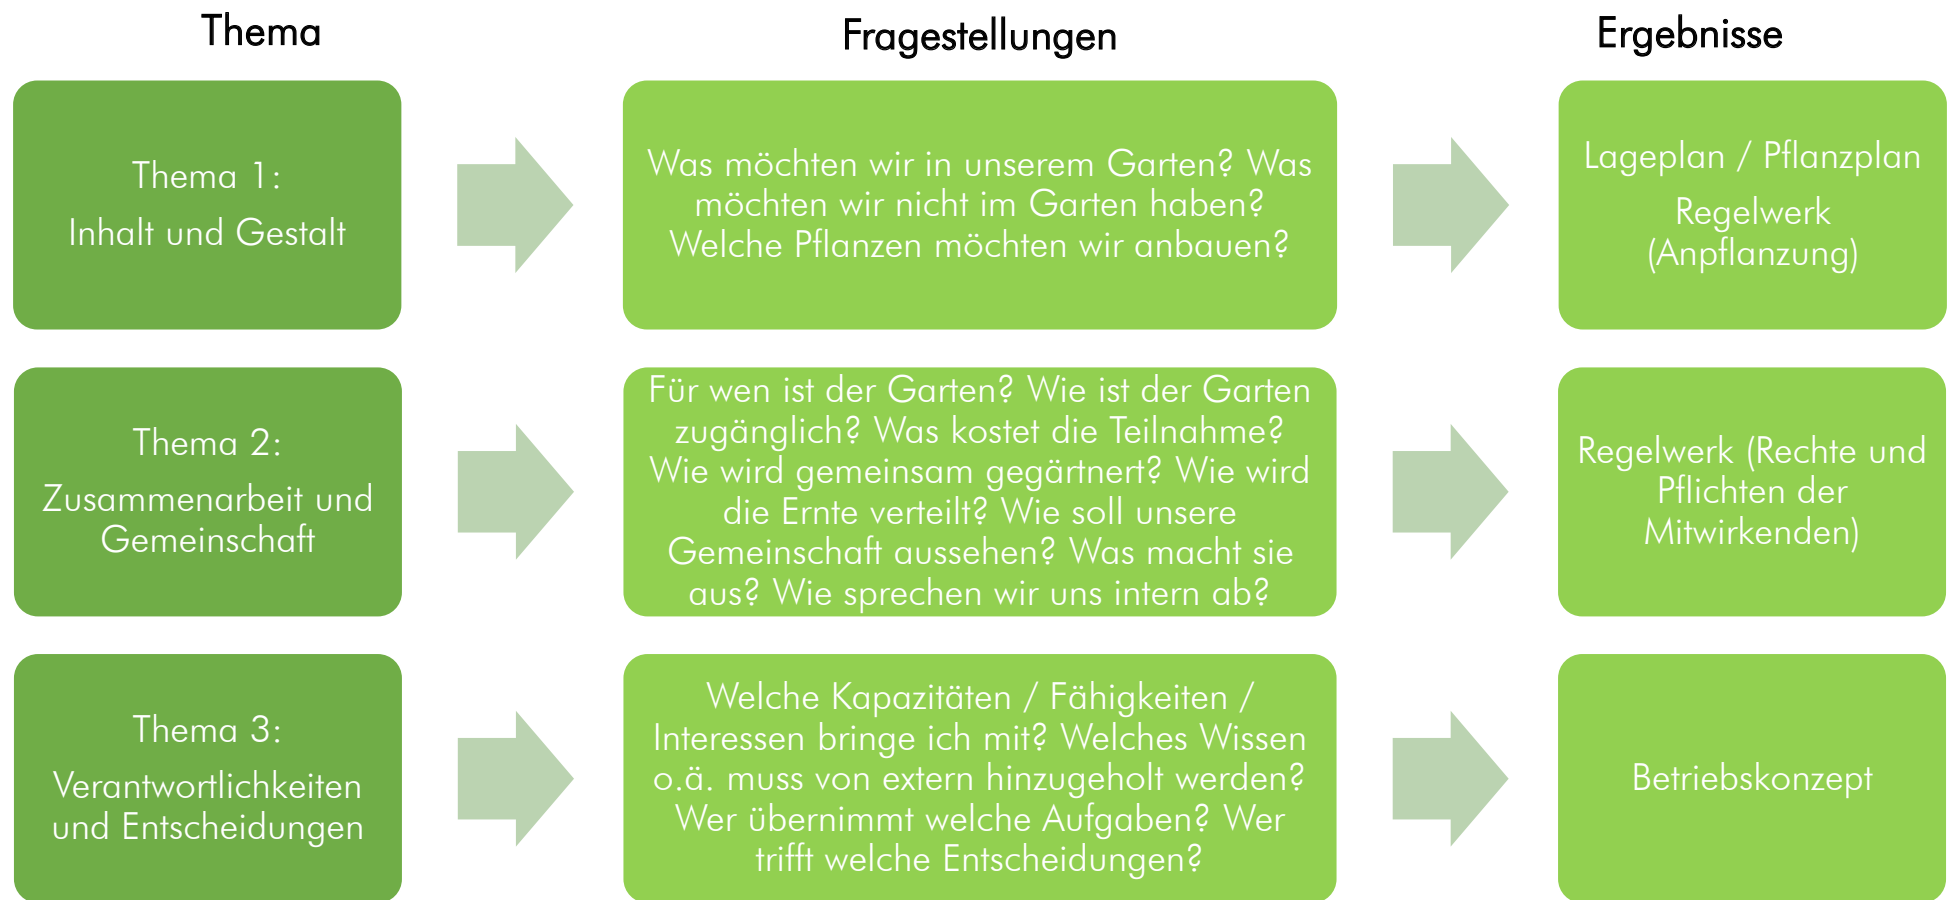 Thema
Fragestellungen
Ergebnisse
Thema 1:
Inhalt und Gestalt
Was möchten wir in unserem Garten? Was
möchten wir nicht im Garten haben?
Welche Pflanzen möchten wir anbauen?
Lageplan / Pflanzplan
Regelwerk
(Anpflanzung)
Thema 2:
Zusammenarbeit und
Gemeinschaft
Für wen ist der Garten? Wie ist der Garten
zugänglich? Was kostet die Teilnahme?
Wie wird gemeinsam gegärtnert? Wie wird
die Ernte verteilt? Wie soll unsere
Gemeinschaft aussehen? Was macht sie
aus? Wie sprechen wir uns intern ab?
Regelwerk (Rechte und
Pflichten der
Mitwirkenden)
Thema 3:
Verantwortlichkeiten
und Entscheidungen
Welche Kapazitäten / Fähigkeiten /
Interessen bringe ich mit? Welches Wissen
o.ä. muss von extern hinzugeholt werden?
Wer übernimmt welche Aufgaben? Wer
trifft welche Entscheidungen?
Betriebskonzept